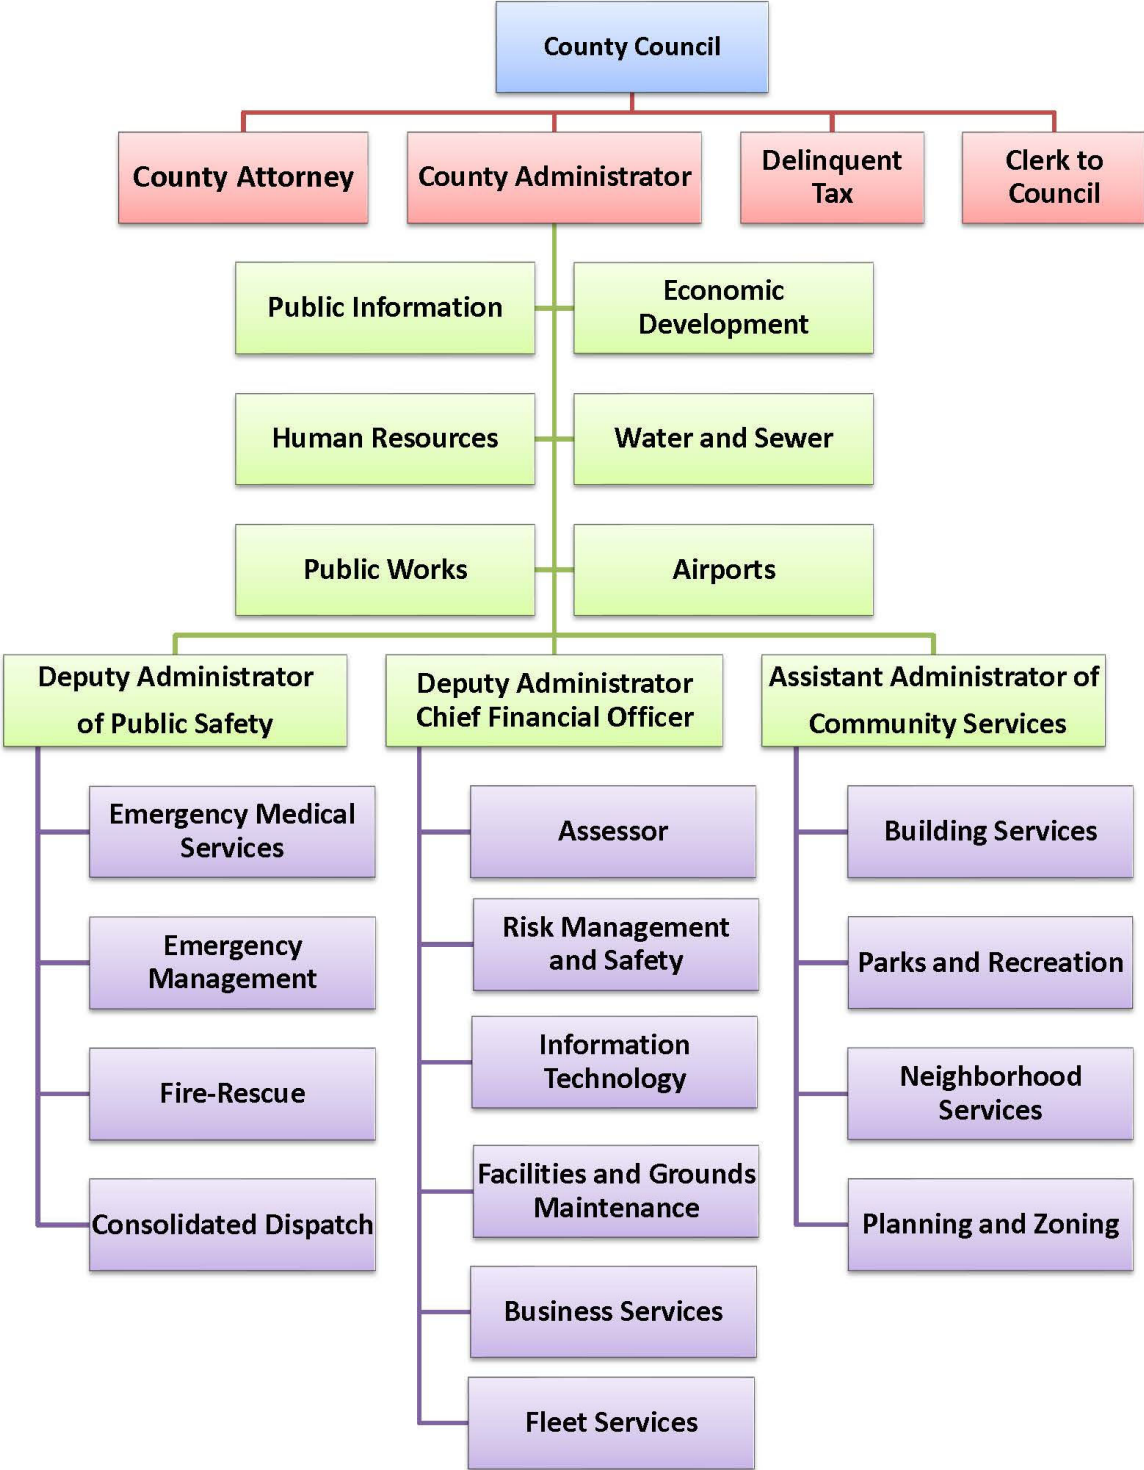 County Council
County Attorney
County Administrator
Delinquent
Tax
Clerk to
Council
Public Information
Economic
Development
Human Resources
Water and Sewer
Public Works
Airports
Deputy Administrator
of Public Safety
Deputy Administrator
Chief Financial Officer
Assistant Administrator of
Community Services
Emergency Medical
Services
Emergency
Management
Fire-Rescue
Consolidated Dispatch
Assessor
Risk Management
and Safety
Information
Technology
Facilities and Grounds
Maintenance
Business Services
Fleet Services
Building Services
Parks and Recreation
Neighborhood
Services
Planning and Zoning